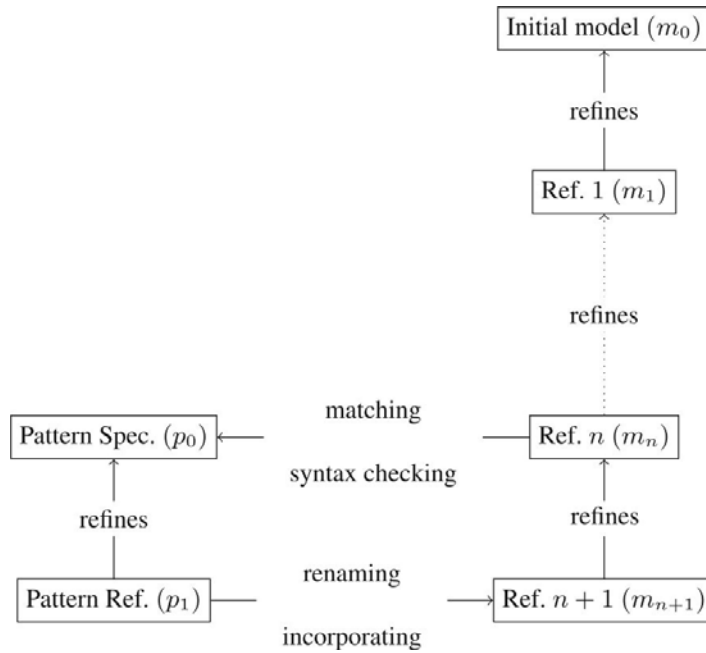 Initial model (m₀)
refines
Ref. 1 (m₁)
refines
matching
Pattern Spec. (p₀)
Ref. n (mₙ)
syntax checking
refines
refines
renaming
Pattern Ref. (p₁)
Ref. n + 1 (mₙ₊₁)
incorporating